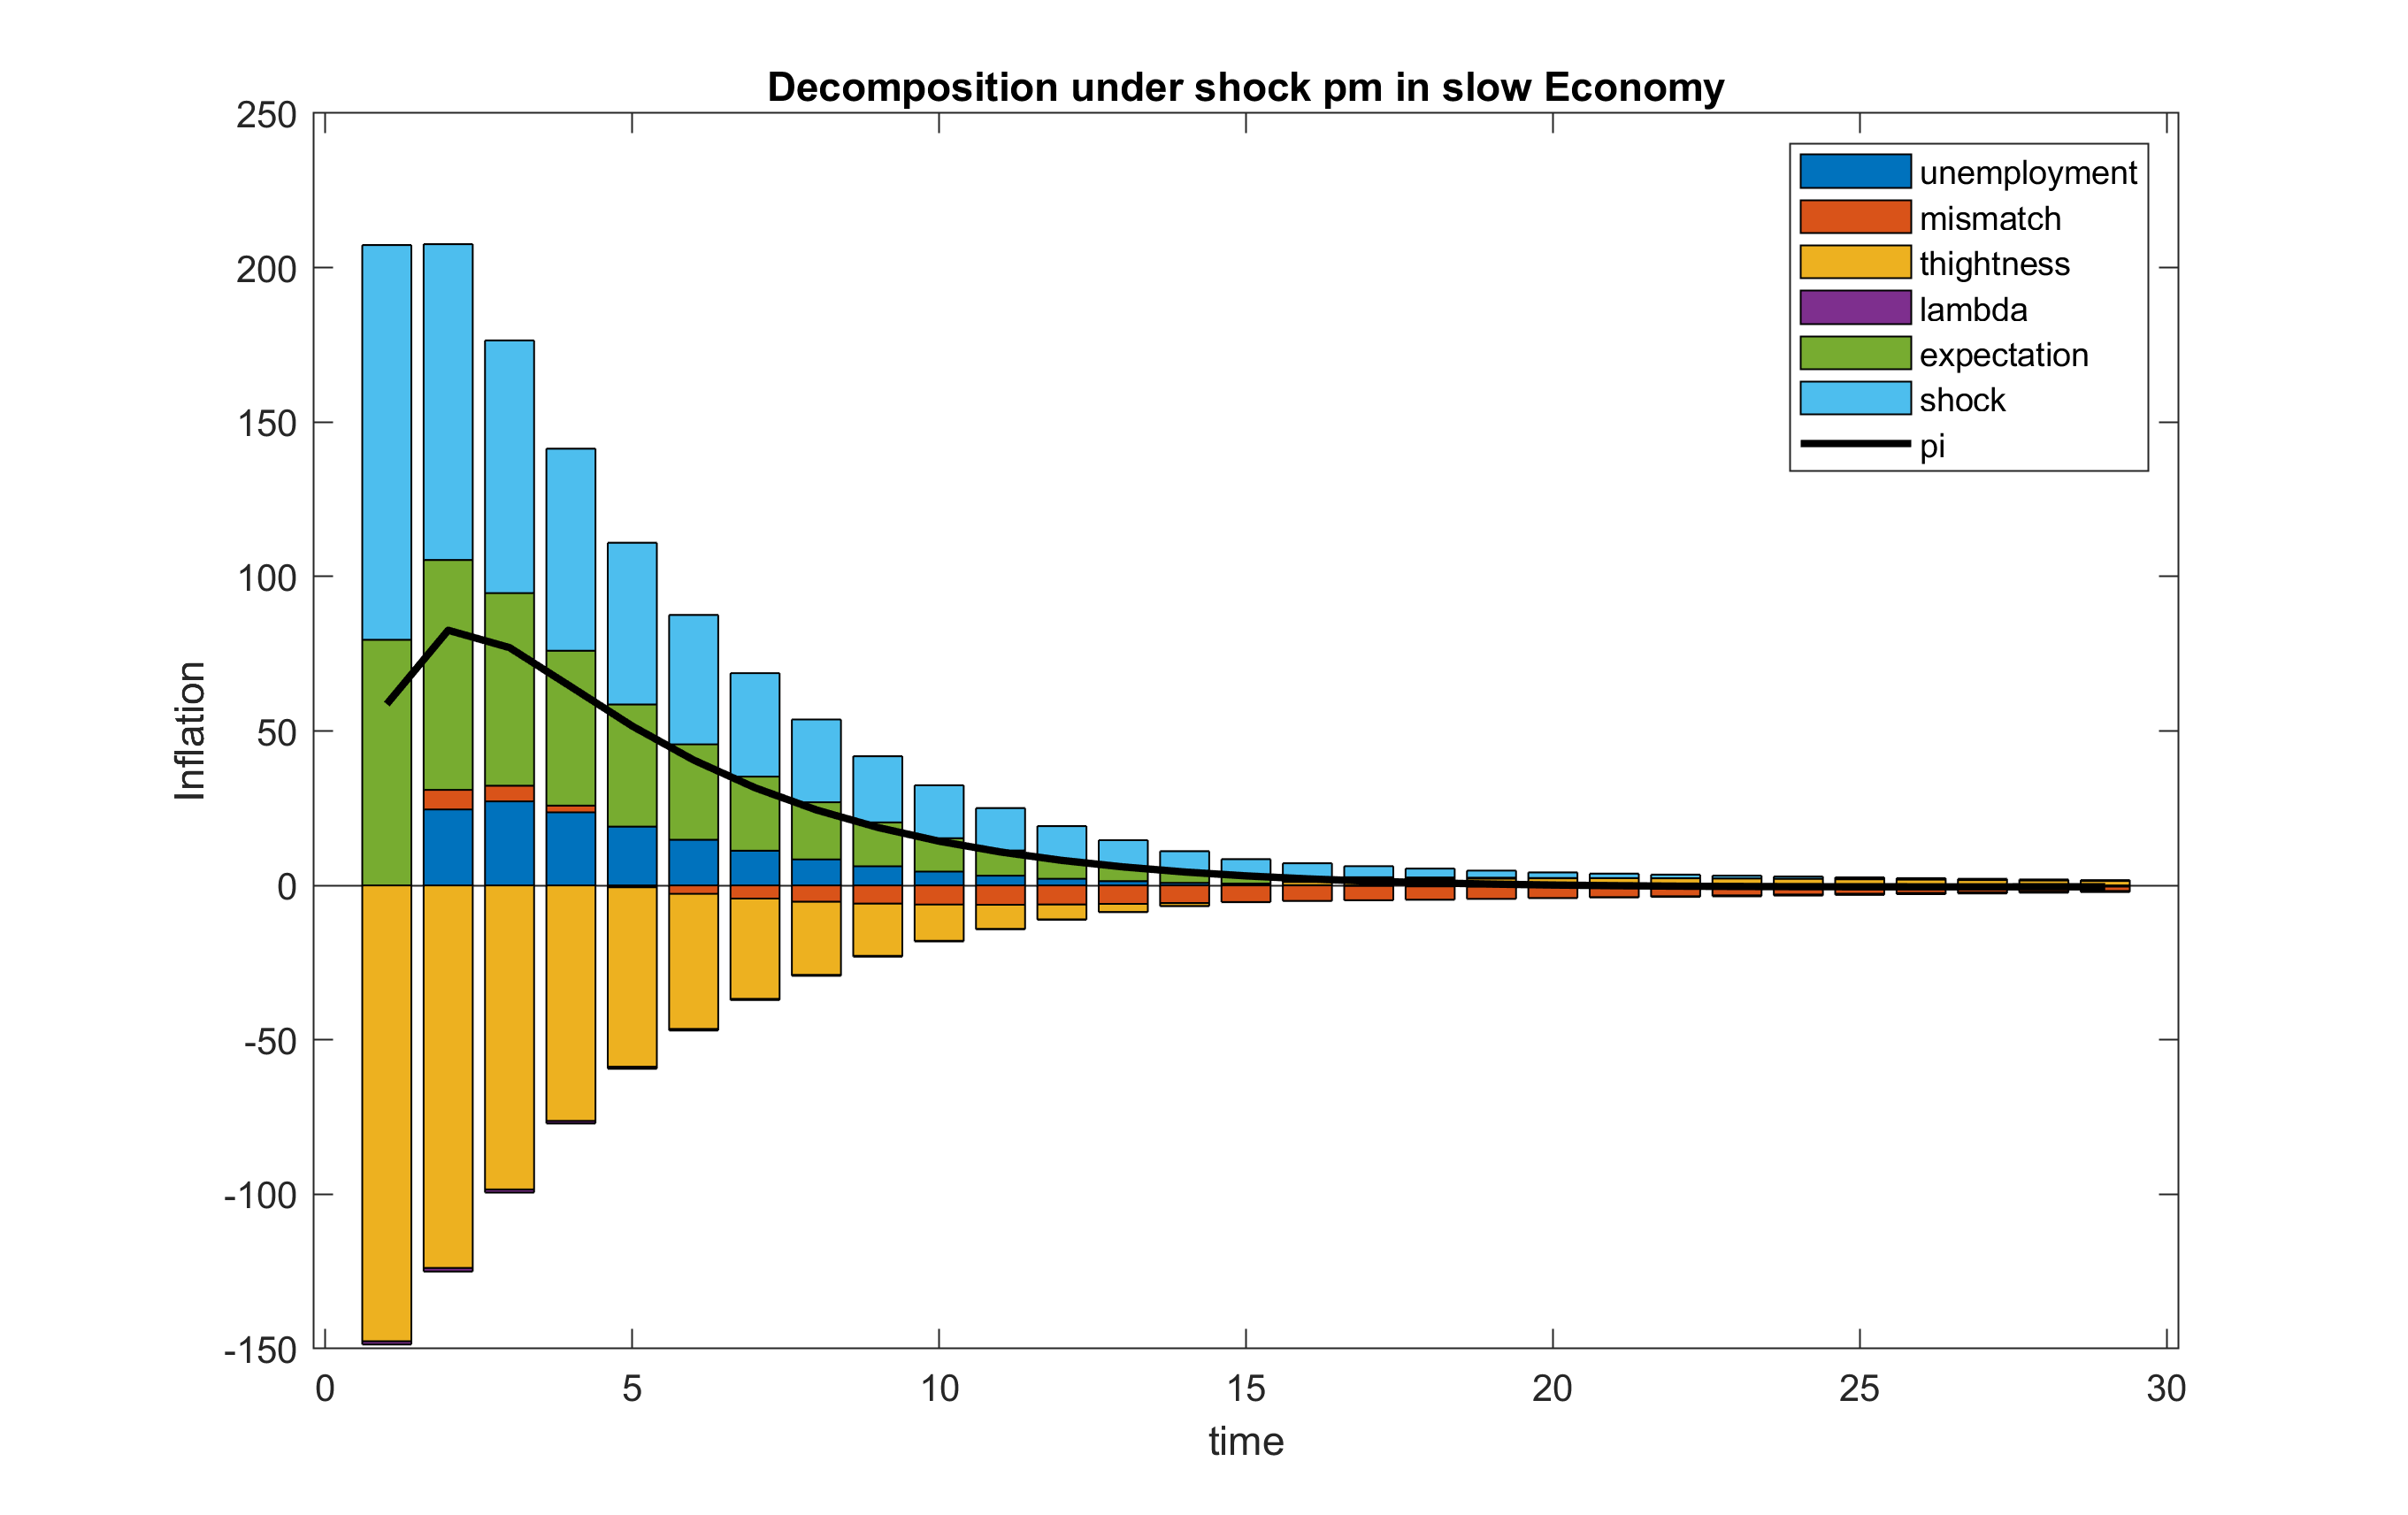 Decomposition under shock pm in slow Economy
250
200
150
100
50
0
-50
-100
-150
Inflation
0 5 10 15 20 25 30
time
unemployment
mismatch
thightness
lambda
expectation
shock
pi